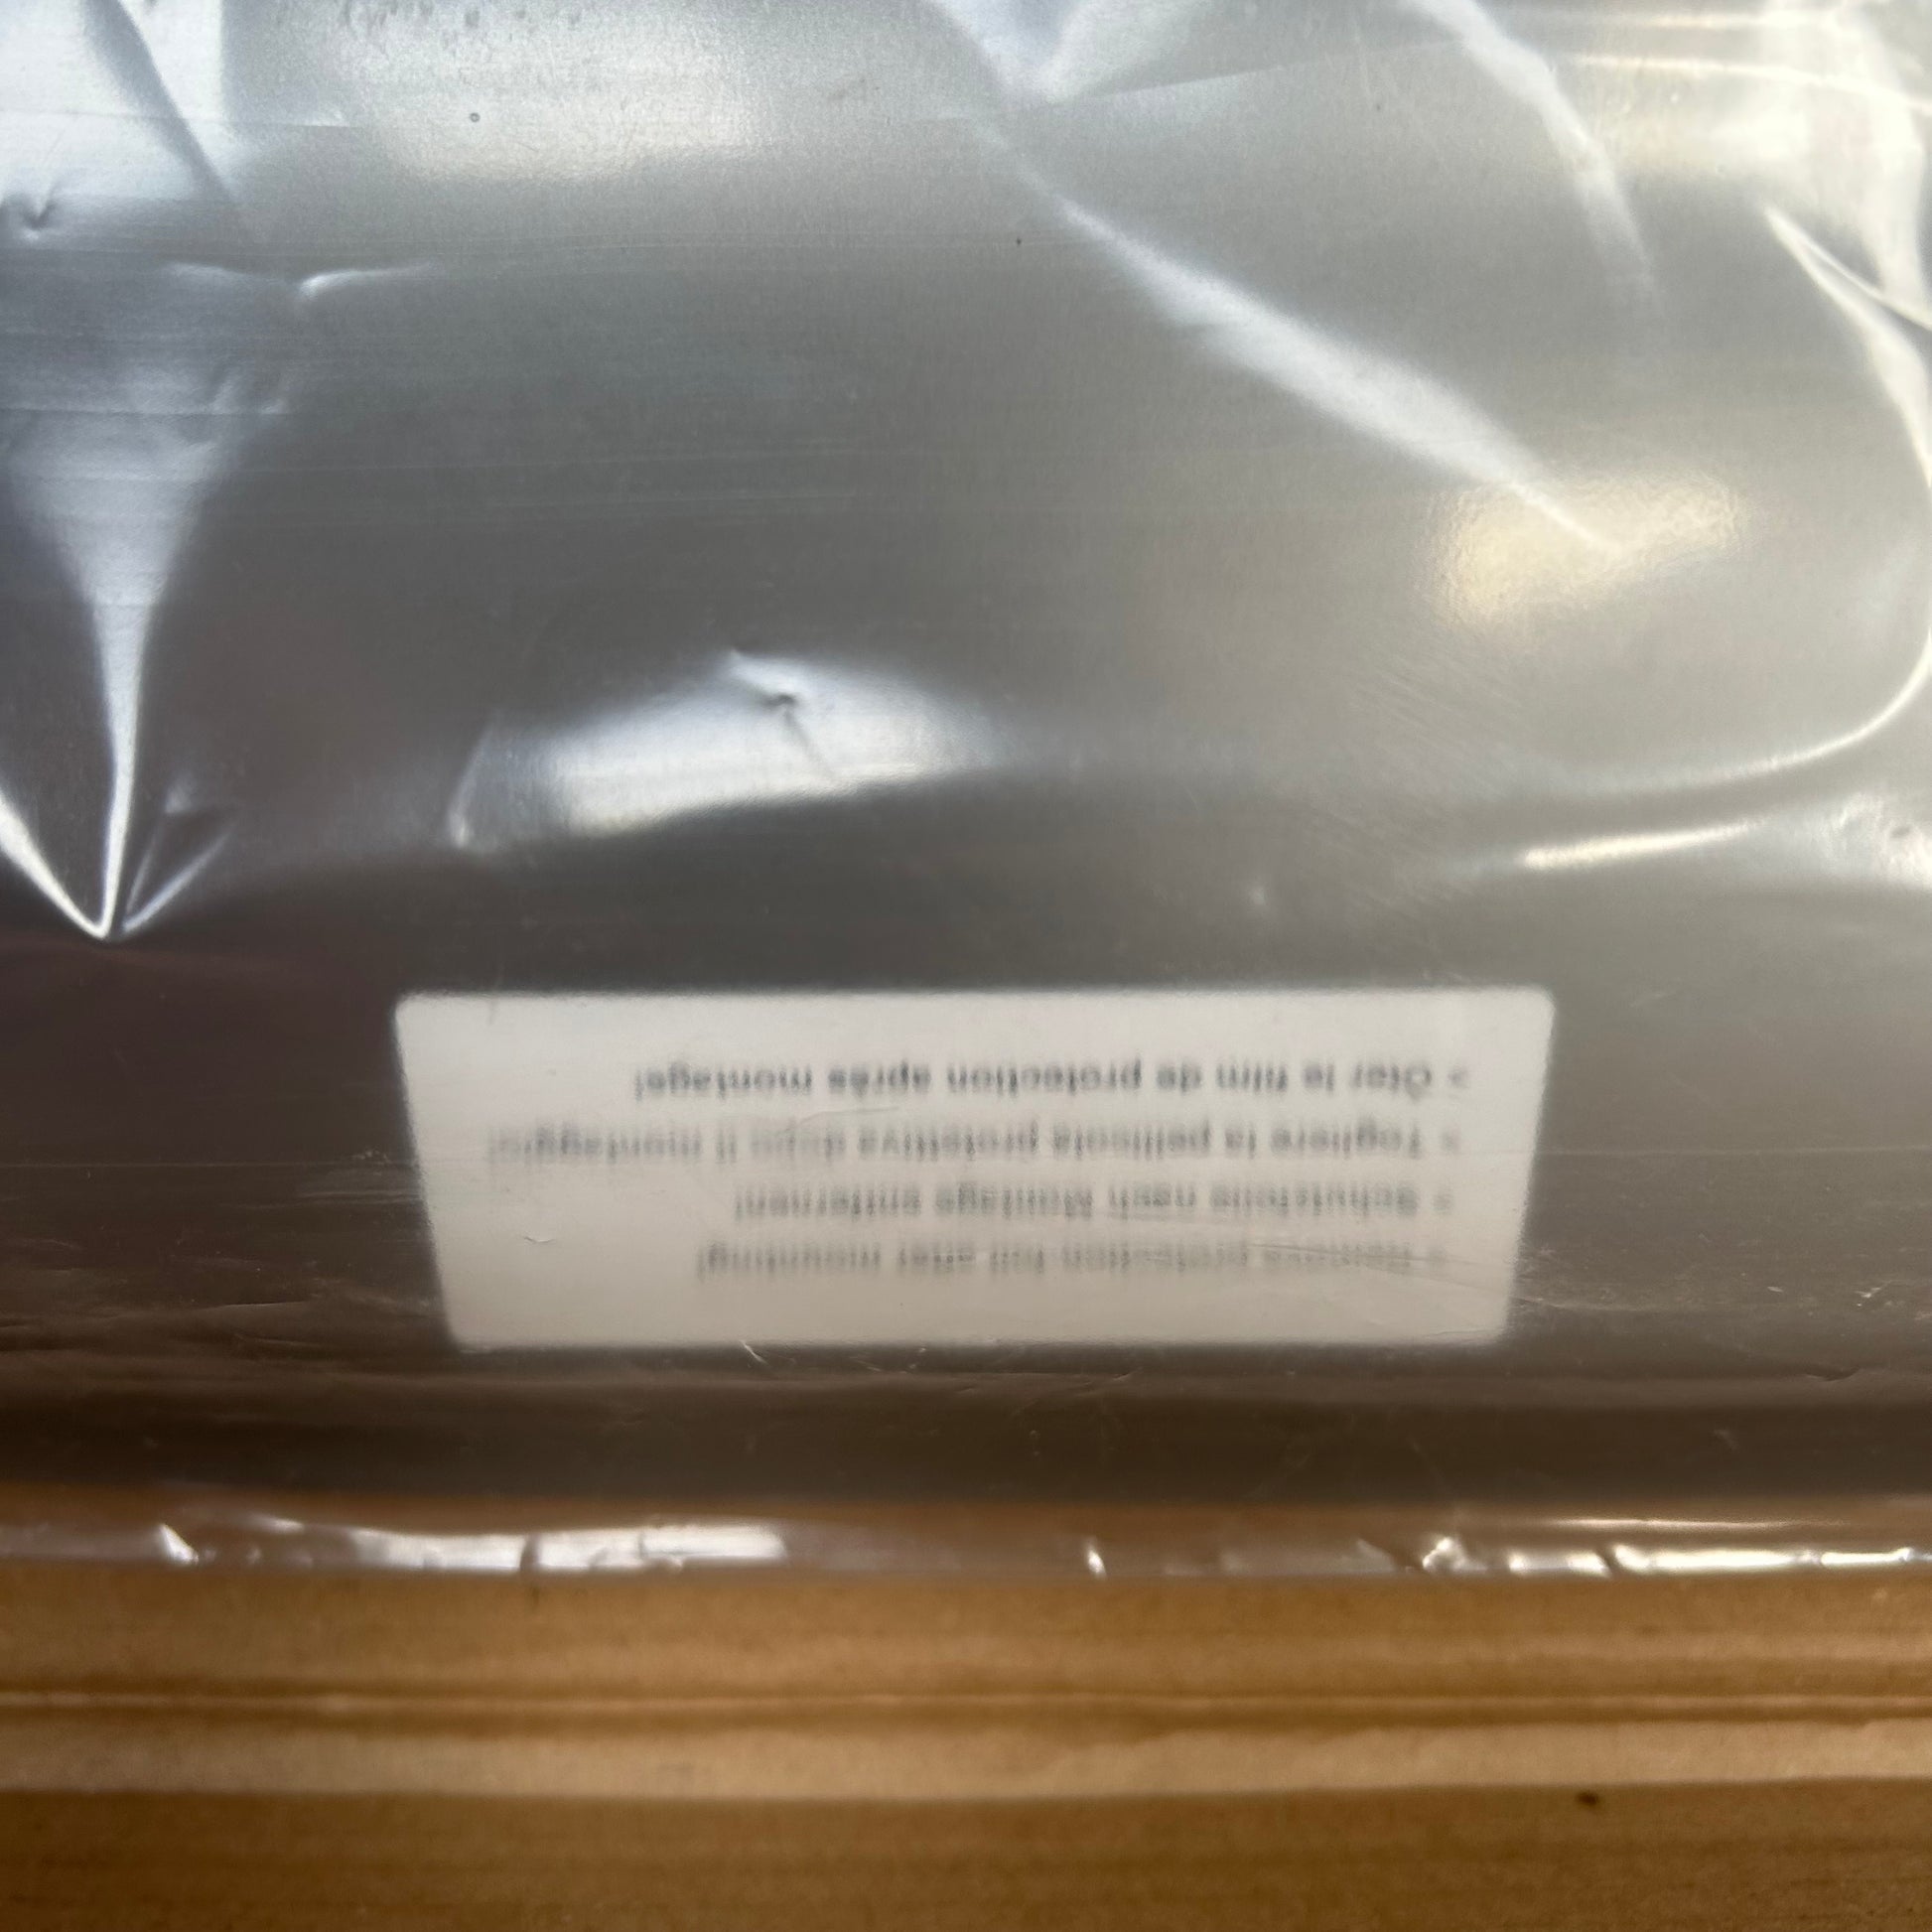 > Remove protection foil after mounting!
> Schutzfolie nach Montage entfernen!
> Togliere la pellicola protettiva dopo il montaggio!
> Ôter le film de protection après montage!